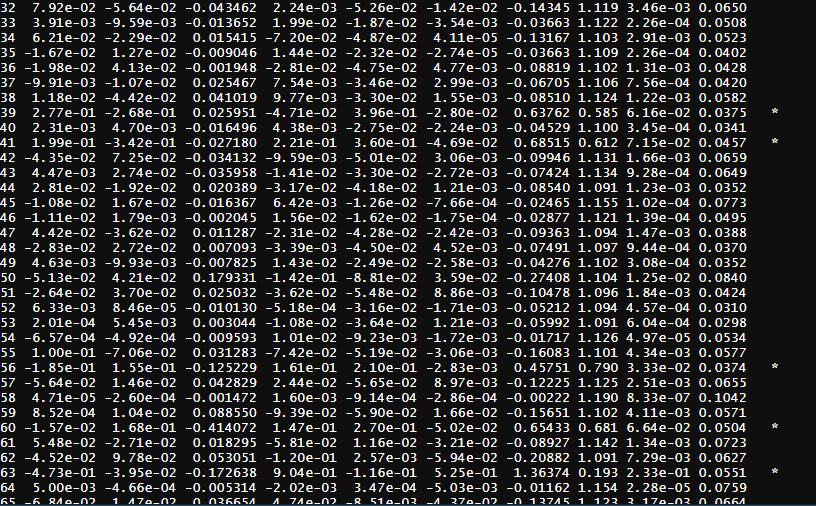 32 7.92e-02 -5.64e-02 -0.043462 2.24e-03 -5.26e-02 -1.42e-02 -0.14345 1.119 3.46e-03 0.0650
33 3.91e-03 -9.59e-03 -0.013652 1.99e-02 -1.87e-02 -3.54e-03 -0.03663 1.122 2.26e-04 0.0508
34 6.21e-02 -2.29e-02 0.015415 -7.20e-02 -4.87e-02 4.11e-05 -0.13167 1.103 2.91e-03 0.0523
35 -1.67e-02 1.27e-02 -0.009046 1.44e-02 -2.32e-02 -2.74e-05 -0.03663 1.109 2.26e-04 0.0402
36 -1.98e-02 4.13e-02 -0.001948 -2.81e-02 -4.75e-02 4.77e-03 -0.08819 1.102 1.31e-03 0.0428
37 -9.91e-03 -1.07e-02 0.025467 7.54e-03 -3.46e-02 2.99e-03 -0.06705 1.106 7.56e-04 0.0420
38 1.18e-02 -4.42e-02 0.041019 9.77e-03 -3.30e-02 1.55e-03 -0.08510 1.124 1.22e-03 0.0582
39 2.77e-01 -2.68e-01 0.025951 -4.71e-02 3.96e-01 -2.80e-02 0.63762 0.585 6.16e-02 0.0375 *
40 2.31e-03 4.70e-03 -0.016496 4.38e-03 -2.75e-02 -2.24e-03 -0.04529 1.100 3.45e-04 0.0341
41 1.99e-01 -3.42e-01 -0.027180 2.21e-01 3.60e-01 -4.69e-02 0.68515 0.612 7.15e-02 0.0457 *
42 -4.35e-02 7.25e-02 -0.034132 -9.59e-03 -5.01e-02 3.06e-03 -0.09946 1.131 1.66e-03 0.0659
43 4.47e-03 2.74e-02 -0.035958 -1.41e-02 -3.30e-02 -2.72e-03 -0.07424 1.134 9.28e-04 0.0649
44 2.81e-02 -1.92e-02 0.020389 -3.17e-02 -4.18e-02 1.21e-03 -0.08540 1.091 1.23e-03 0.0352
45 -1.08e-02 1.67e-02 -0.016367 6.42e-03 -1.26e-02 -7.66e-04 -0.02465 1.155 1.02e-04 0.0773
46 -1.11e-02 1.79e-03 -0.002045 1.56e-02 -1.62e-02 -1.75e-04 -0.02877 1.121 1.39e-04 0.0495
47 4.42e-02 -3.62e-02 0.011287 -2.31e-02 -4.28e-02 -2.42e-03 -0.09363 1.094 1.47e-03 0.0388
48 -2.83e-02 2.72e-02 0.007093 -3.39e-02 -4.50e-02 4.52e-03 -0.07491 1.097 9.44e-04 0.0370
49 4.63e-03 -9.93e-03 -0.007825 1.43e-02 -2.49e-02 -2.58e-03 -0.04276 1.102 3.08e-04 0.0352
50 -5.13e-02 4.21e-02 0.179331 -1.42e-01 -8.81e-02 3.59e-02 -0.27408 1.104 1.25e-02 0.0840
51 -2.64e-02 3.70e-02 0.025032 -3.62e-02 -5.48e-02 8.86e-03 -0.10478 1.096 1.84e-03 0.0424
52 6.33e-03 8.46e-05 -0.010130 -5.18e-04 -3.16e-02 -1.71e-03 -0.05212 1.094 4.57e-04 0.0310
53 2.01e-04 5.45e-03 0.003044 -1.08e-02 -3.64e-02 1.21e-03 -0.05992 1.091 6.04e-04 0.0298
54 -6.57e-04 -4.92e-04 -0.009593 1.01e-02 -9.23e-03 -1.72e-03 -0.01717 1.126 4.97e-05 0.0534
55 1.00e-01 -7.06e-02 0.031283 -7.42e-02 -5.19e-02 -3.06e-03 -0.16083 1.101 4.34e-03 0.0577
56 -1.85e-01 1.55e-01 -0.125229 1.61e-01 2.10e-01 -2.83e-03 0.45751 0.790 3.33e-02 0.0374 *
57 -5.64e-02 1.46e-02 0.042829 2.44e-02 -5.65e-02 8.97e-03 -0.12225 1.125 2.51e-03 0.0655
58 4.71e-05 -2.60e-04 -0.001472 1.60e-03 -9.14e-04 -2.86e-04 -0.00222 1.190 8.33e-07 0.1042
59 8.52e-04 1.04e-02 0.088550 -9.39e-02 -5.90e-02 1.66e-02 -0.15651 1.102 4.11e-03 0.0571
60 -1.57e-02 1.68e-01 -0.414072 1.47e-01 2.70e-01 -5.02e-02 0.65433 0.681 6.64e-02 0.0504 *
61 5.48e-02 -2.71e-02 0.018295 -5.81e-02 1.16e-02 -3.21e-02 -0.08927 1.142 1.34e-03 0.0723
62 -4.52e-02 9.78e-02 0.053051 -1.20e-01 2.57e-03 -5.94e-02 -0.20882 1.091 7.29e-03 0.0627
63 -4.73e-01 -3.95e-02 -0.172638 9.04e-01 -1.16e-01 5.25e-01 1.36374 0.193 2.33e-01 0.0551 *
64 5.00e-03 -4.66e-04 -0.005314 -2.02e-03 3.47e-04 -5.03e-03 -0.01162 1.154 2.28e-05 0.0759
65 -6.84e-02 1.47e-02 -0.036654 4.74e-02 -8.51e-03 -4.37e-02 -0.13745 1.123 3.17e-03 0.0664